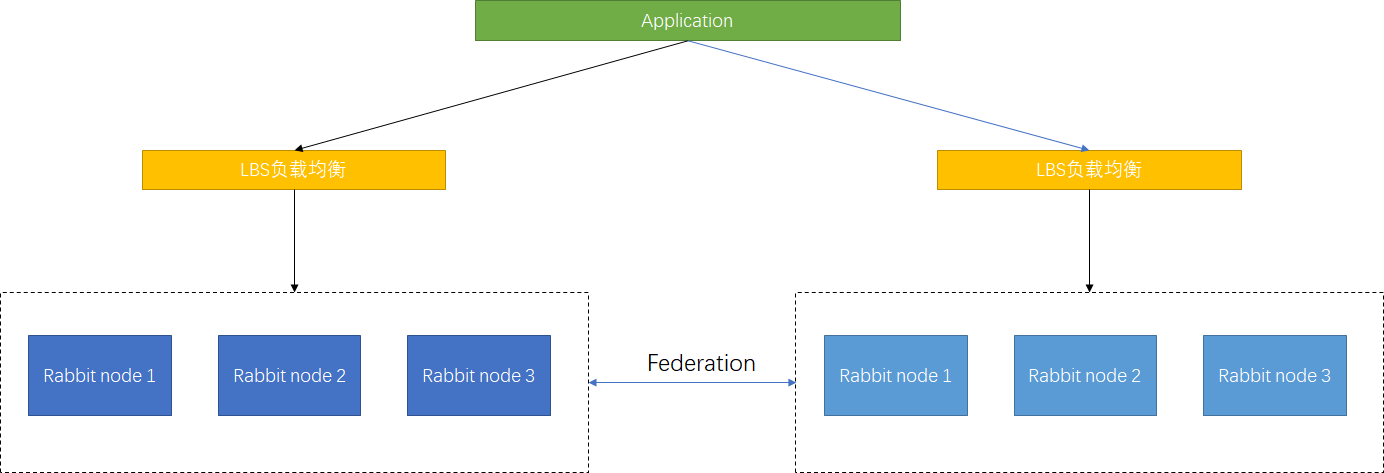 Application
LBS负载均衡
LBS负载均衡
Federation
Rabbit node 1
Rabbit node 2
Rabbit node 3
Rabbit node 1
Rabbit node 2
Rabbit node 3